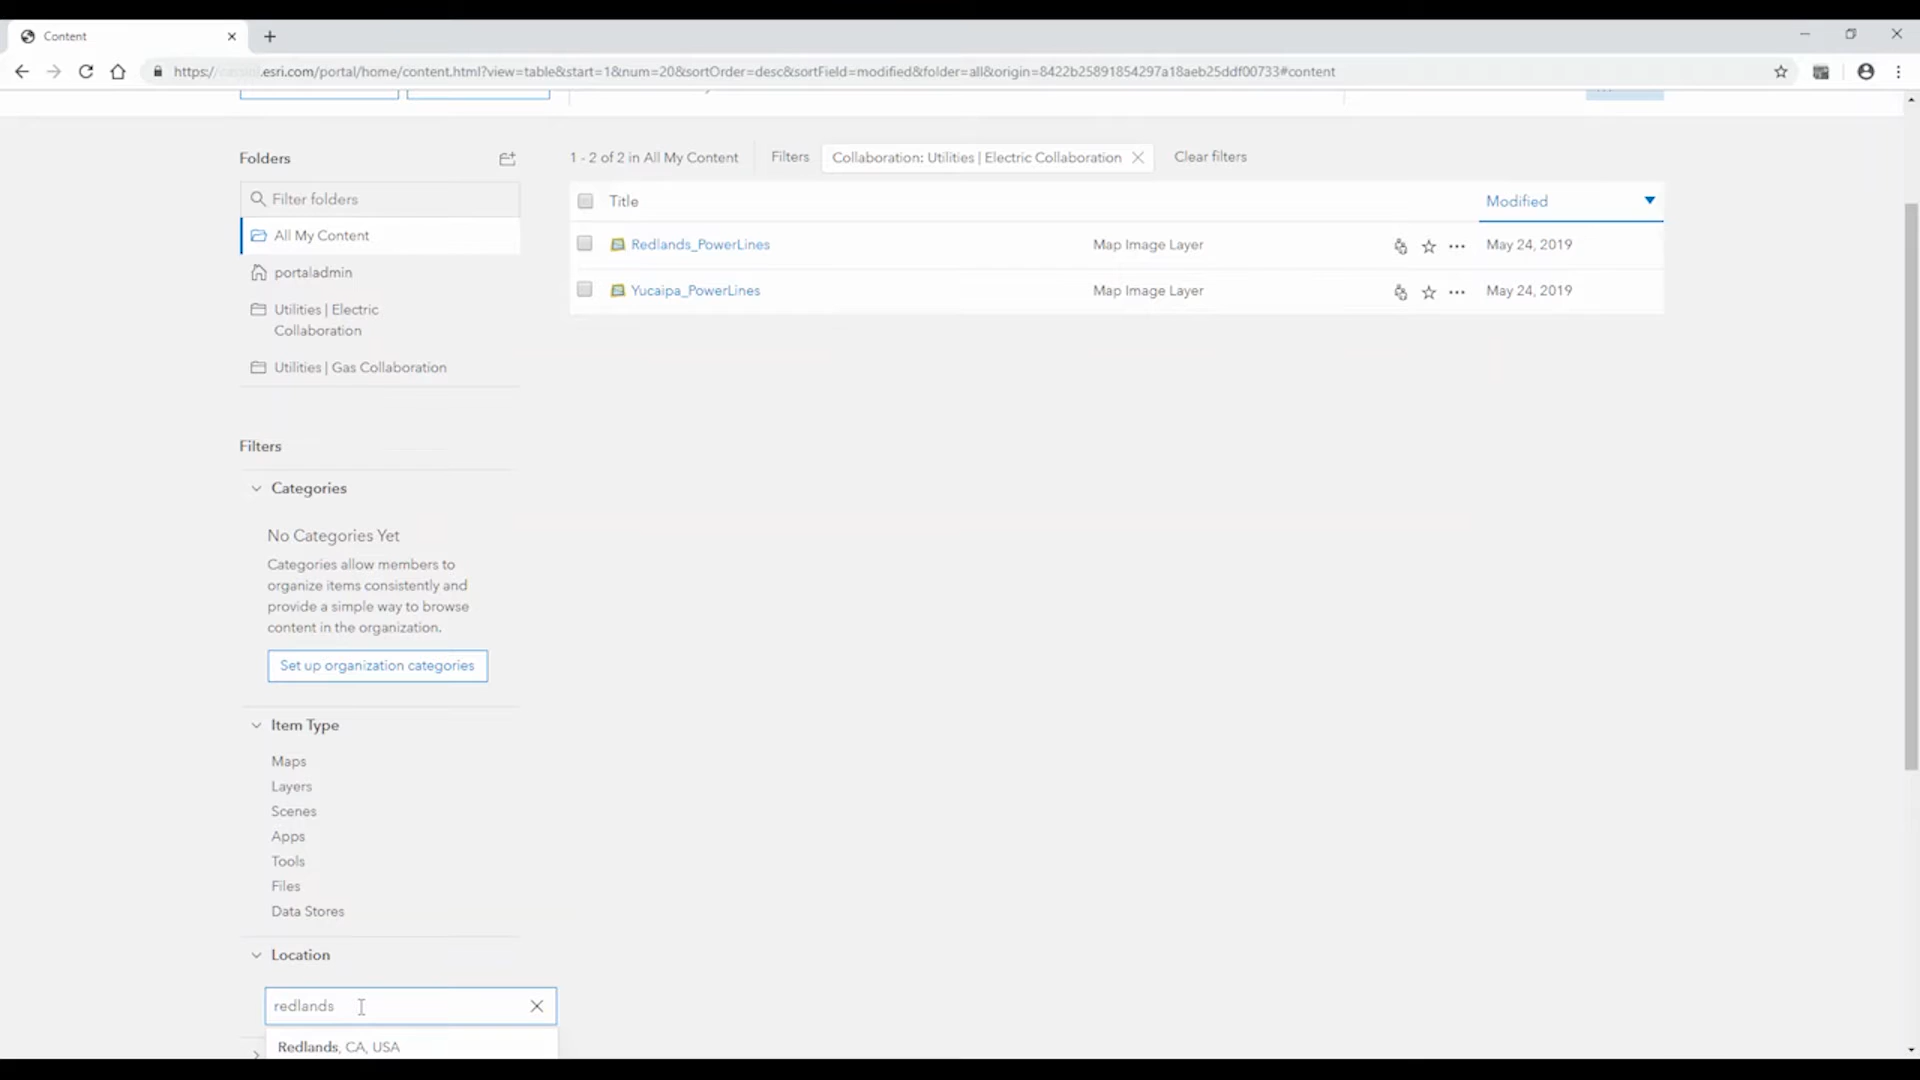 Content
https:// .esri.com/portal/home/content.html?view=table&start=1&num=20&sortOrder=desc&sortField=modified&folder=all&origin=8422b25891854297a18aeb25ddf00733#content
Folders
1 - 2 of 2 in All My Content
Filters
Collaboration: Utilities | Electric Collaboration
Clear filters
Filter folders
Title
Modified
All My Content
Redlands_PowerLines
Map Image Layer
May 24, 2019
portaladmin
Yucaipa_PowerLines
Map Image Layer
May 24, 2019
Utilities | Electric
Collaboration
Utilities | Gas Collaboration
Filters
Categories
No Categories Yet
Categories allow members to
organize items consistently and
provide a simple way to browse
content in the organization.
Set up organization categories
Item Type
Maps
Layers
Scenes
Apps
Tools
Files
Data Stores
Location
redlands
Redlands, CA, USA